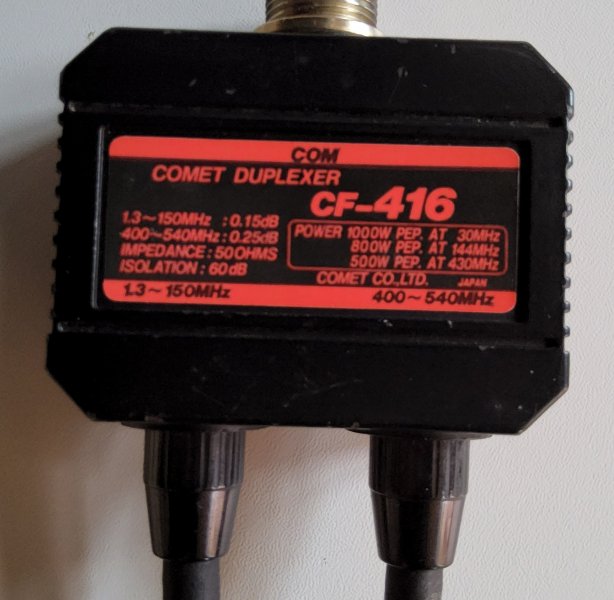 COM
COMET DUPLEXER
CF-416
1.3~150MHz : 0.15dB
400~540MHz : 0.25dB
IMPEDANCE : 50OHMS
ISOLATION : 60dB
POWER 1000W PEP. AT 30MHz
800W PEP. AT 144MHz
500W PEP. AT 430MHz
COMET CO.,LTD. JAPAN
1.3~150MHz 400~540MHz